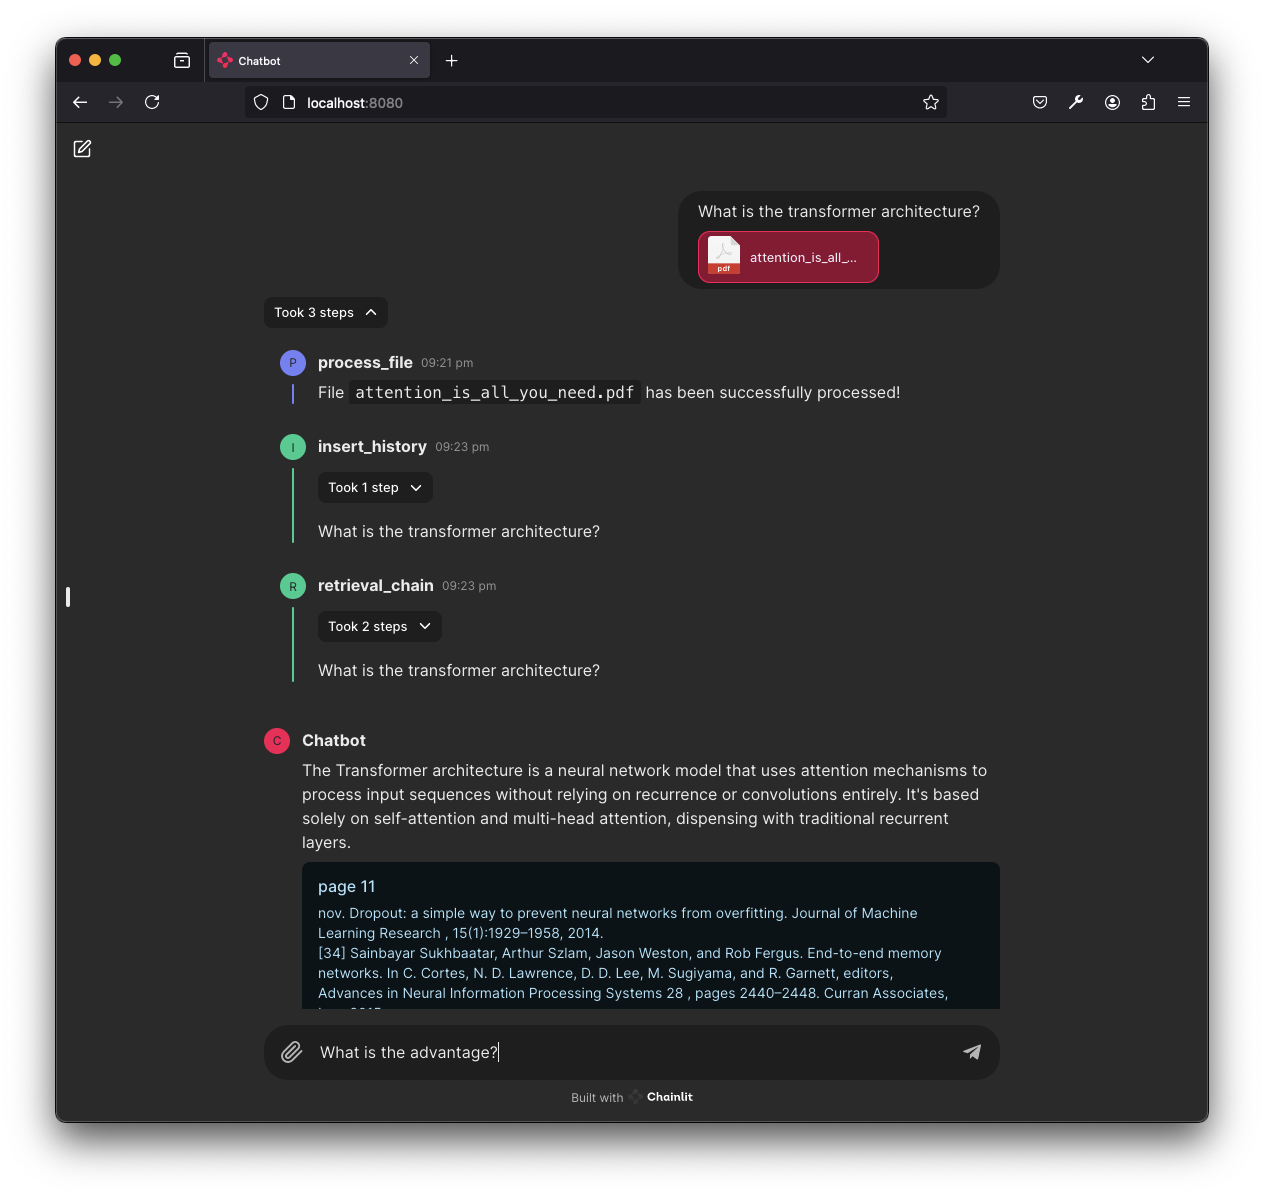 Chatbot
localhost:8080
What is the transformer architecture?
pdf
attention_is_all_...
Took 3 steps
P
process_file 09:21 pm
File attention_is_all_you_need.pdf has been successfully processed!
I
insert_history 09:23 pm
Took 1 step
What is the transformer architecture?
R
retrieval_chain 09:23 pm
Took 2 steps
What is the transformer architecture?
C
Chatbot
The Transformer architecture is a neural network model that uses attention mechanisms to
process input sequences without relying on recurrence or convolutions entirely. It's based
solely on self-attention and multi-head attention, dispensing with traditional recurrent
layers.
page 11
nov. Dropout: a simple way to prevent neural networks from overfitting. Journal of Machine
Learning Research , 15(1):1929–1958, 2014.
[34] Sainbayar Sukhbaatar, Arthur Szlam, Jason Weston, and Rob Fergus. End-to-end memory
networks. In C. Cortes, N. D. Lawrence, D. D. Lee, M. Sugiyama, and R. Garnett, editors,
Advances in Neural Information Processing Systems 28 , pages 2440–2448. Curran Associates,
What is the advantage?
Built with Chainlit